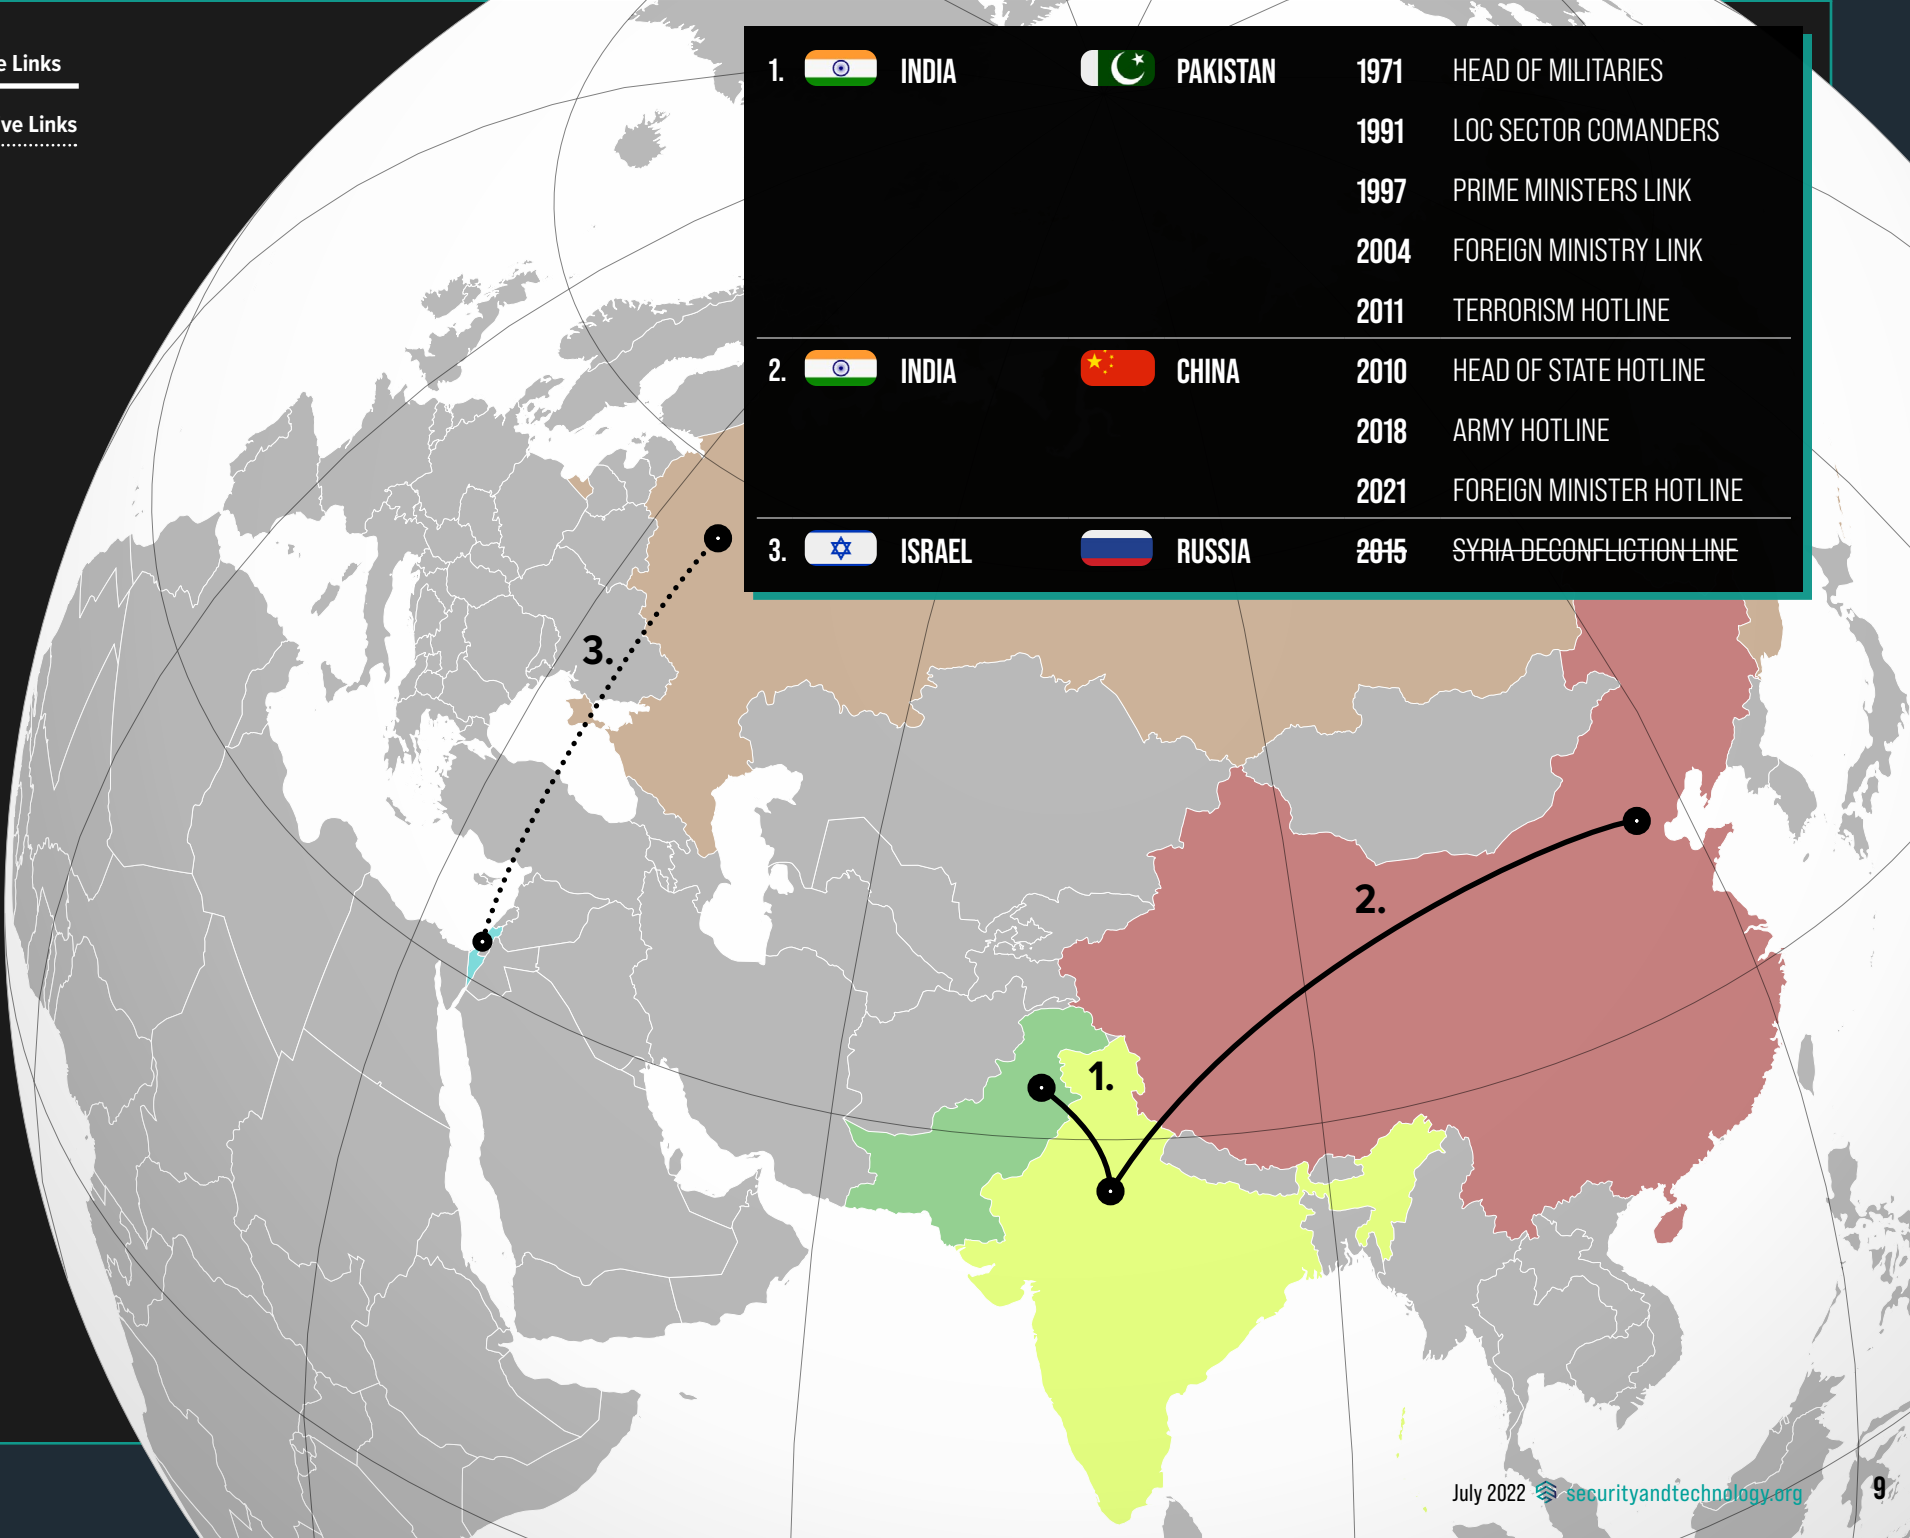 e Links
ve Links
1. INDIA PAKISTAN 1971 HEAD OF MILITARIES
1991 LOC SECTOR COMANDERS
1997 PRIME MINISTERS LINK
2004 FOREIGN MINISTRY LINK
2011 TERRORISM HOTLINE
2. INDIA CHINA 2010 HEAD OF STATE HOTLINE
2018 ARMY HOTLINE
2021 FOREIGN MINISTER HOTLINE
3. ISRAEL RUSSIA 2015 SYRIA DECONFLICTION LINE
3.
2.
1.
July 2022 securityandtechnology.org 9